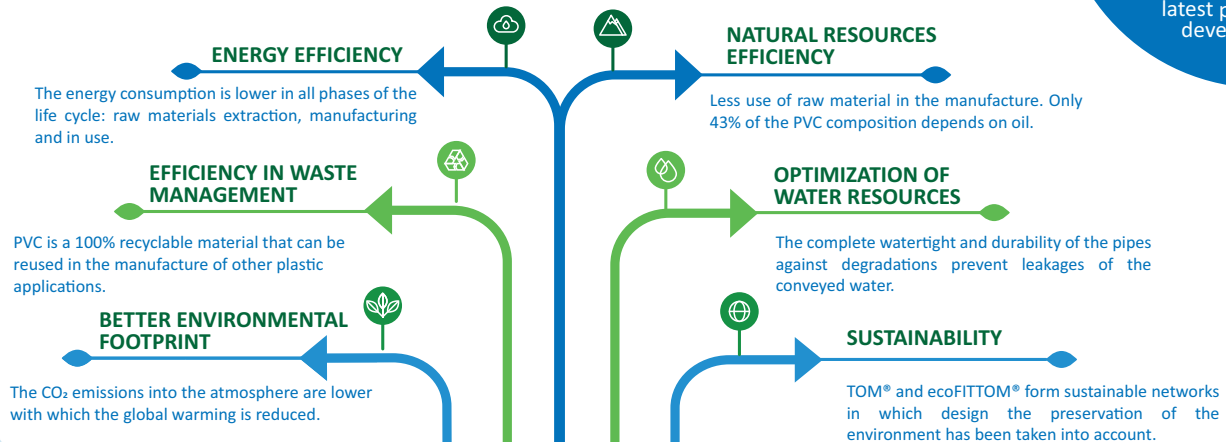 latest p
deve
ENERGY EFFICIENCY
The energy consumption is lower in all phases of the
life cycle: raw materials extraction, manufacturing
and in use.
NATURAL RESOURCES
EFFICIENCY
Less use of raw material in the manufacture. Only
43% of the PVC composition depends on oil.
EFFICIENCY IN WASTE
MANAGEMENT
PVC is a 100% recyclable material that can be
reused in the manufacture of other plastic
applications.
OPTIMIZATION OF
WATER RESOURCES
The complete watertight and durability of the pipes
against degradations prevent leakages of the
conveyed water.
BETTER ENVIRONMENTAL
FOOTPRINT
The CO₂ emissions into the atmosphere are lower
with which the global warming is reduced.
SUSTAINABILITY
TOM® and ecoFITTOM® form sustainable networks
in which design the preservation of the
environment has been taken into account.